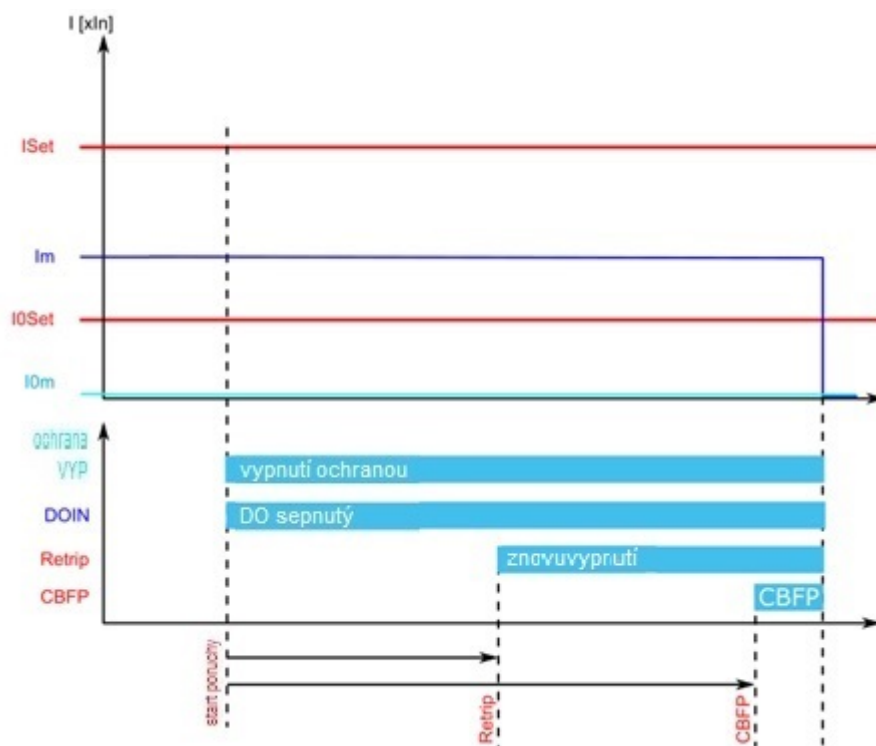 I [xIn]
ISet
Im
I0Set
I0m
ochrana
VYP
vypnutí ochranou
DOIN
DO sepnutý
Retrip
znovuvypnutí
CBFP
CBFP
start poruchy
Retrip
CBFP